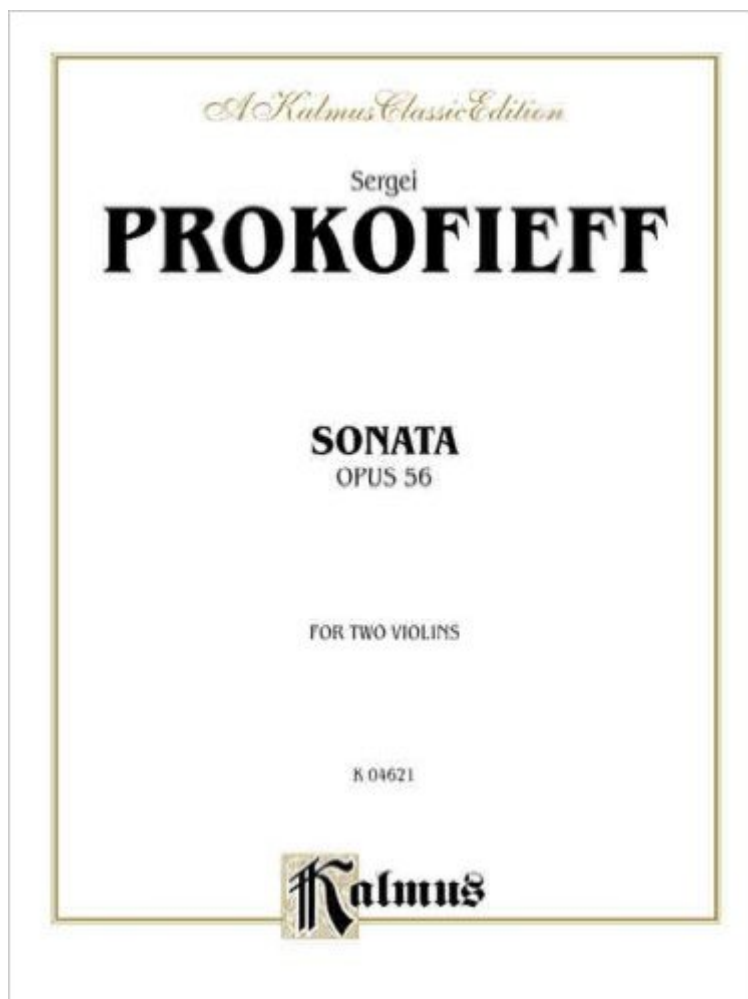 A Kalmus Classic Edition
Sergei
PROKOFIEFF
SONATA
OPUS 56
FOR TWO VIOLINS
K 04621
Kalmus